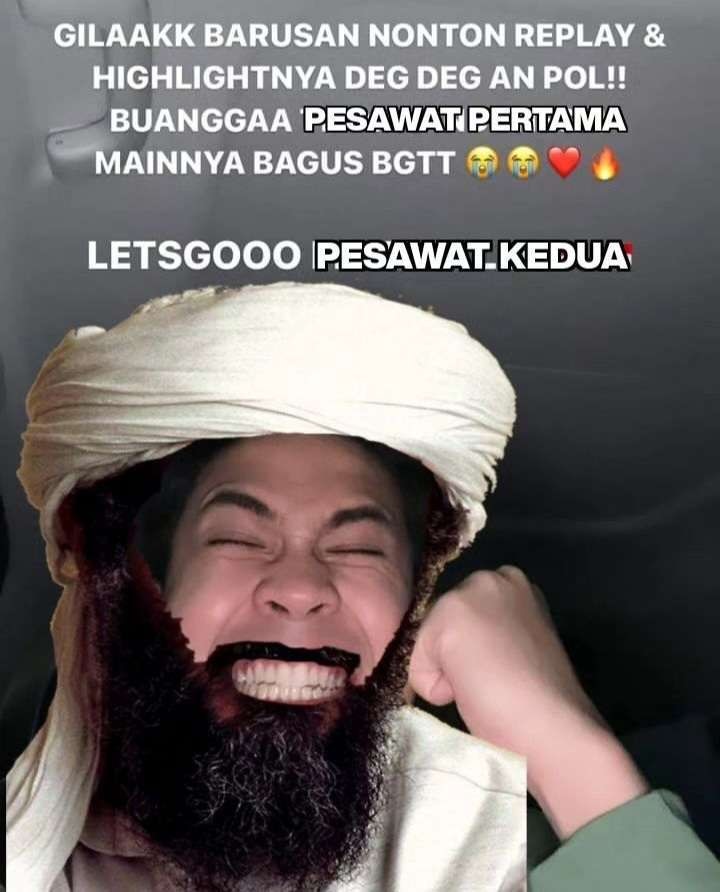 GILAAKK BARUSAN NONTON REPLAY &
HIGHLIGHTNYA DEG DEG AN POL!!
BUANGGAA PESAWAT PERTAMA
MAINNYA BAGUS BGTT 😭😭❤️🔥
LETSGOOO PESAWAT KEDUA